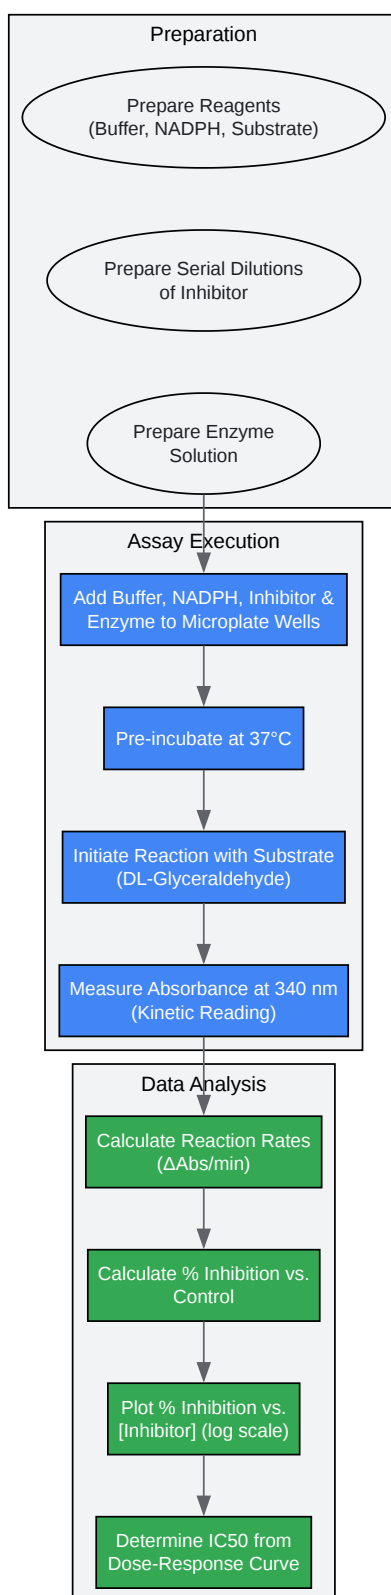 Preparation
Prepare Reagents
(Buffer, NADPH, Substrate)
Prepare Serial Dilutions
of Inhibitor
Prepare Enzyme
Solution
Assay Execution
Add Buffer, NADPH, Inhibitor &
Enzyme to Microplate Wells
Pre-incubate at 37°C
Initiate Reaction with Substrate
(DL-Glyceraldehyde)
Measure Absorbance at 340 nm
(Kinetic Reading)
Data Analysis
Calculate Reaction Rates
(ΔAbs/min)
Calculate % Inhibition vs.
Control
Plot % Inhibition vs.
[Inhibitor] (log scale)
Determine IC50 from
Dose-Response Curve